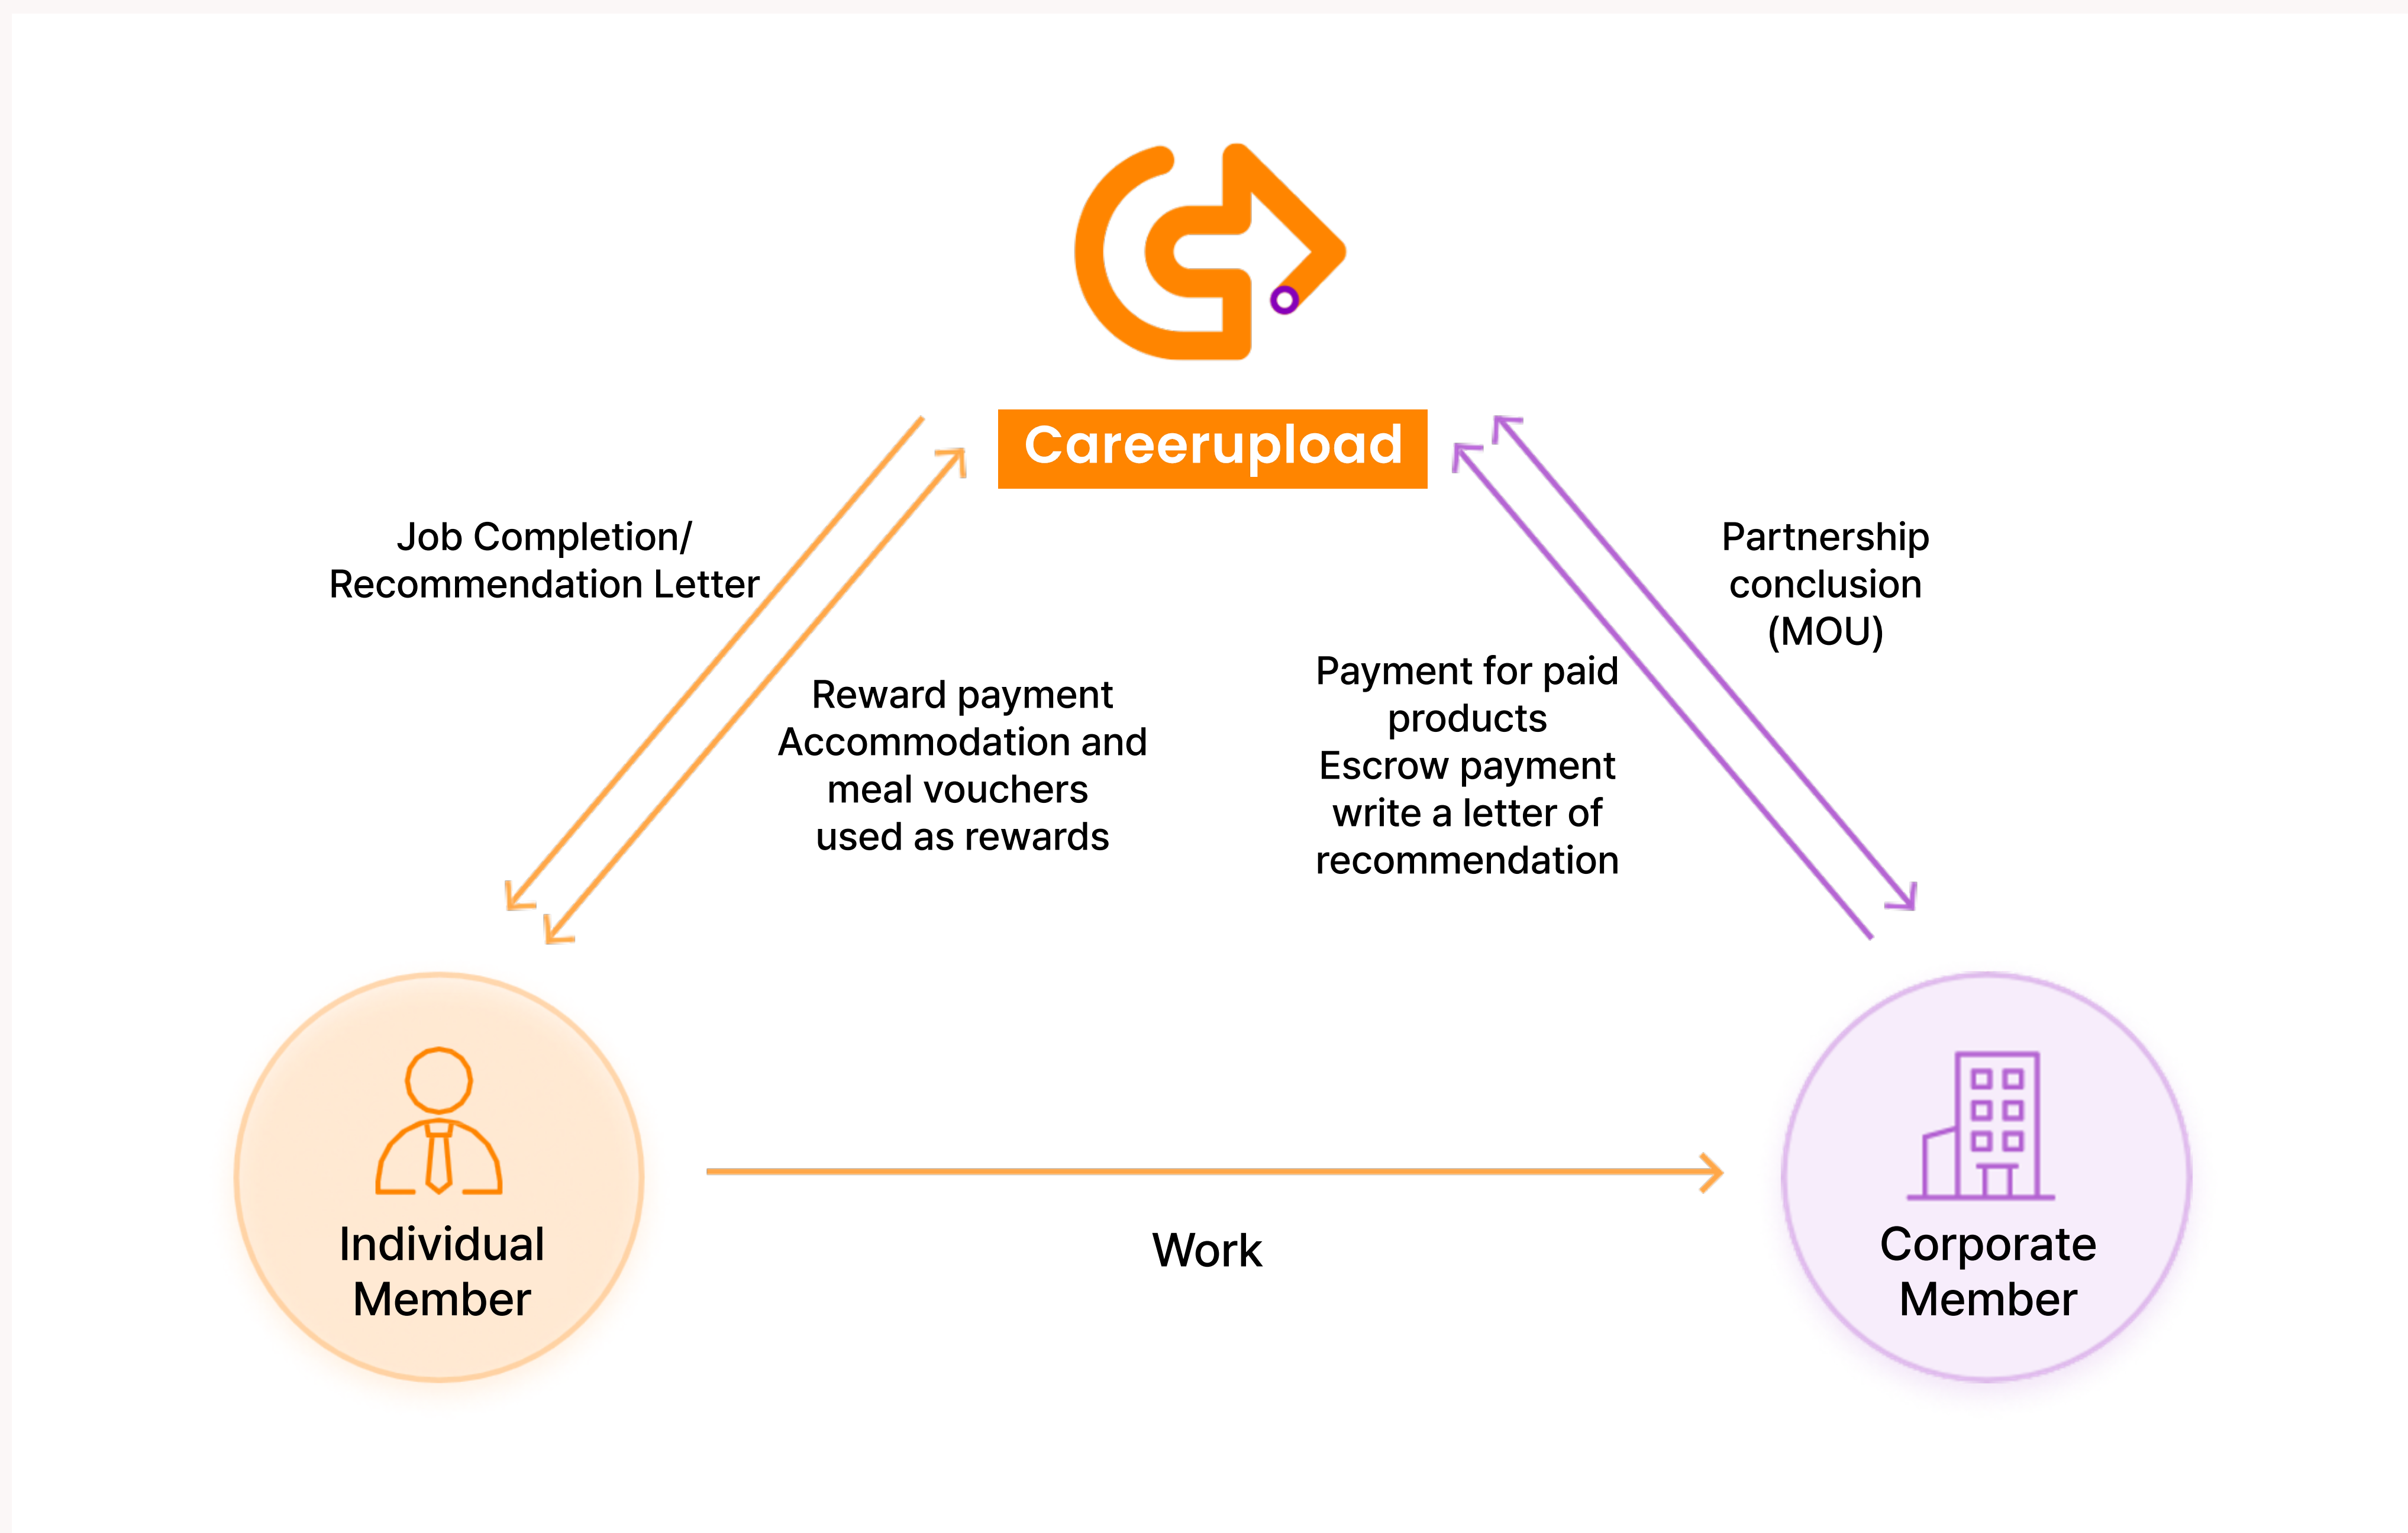 Careerupload
Job Completion/
Recommendation Letter
Partnership
conclusion
(MOU)
Reward payment
Accommodation and
meal vouchers
used as rewards
Payment for paid
products
Escrow payment
write a letter of
recommendation
Individual
Member
Work
Corporate
Member